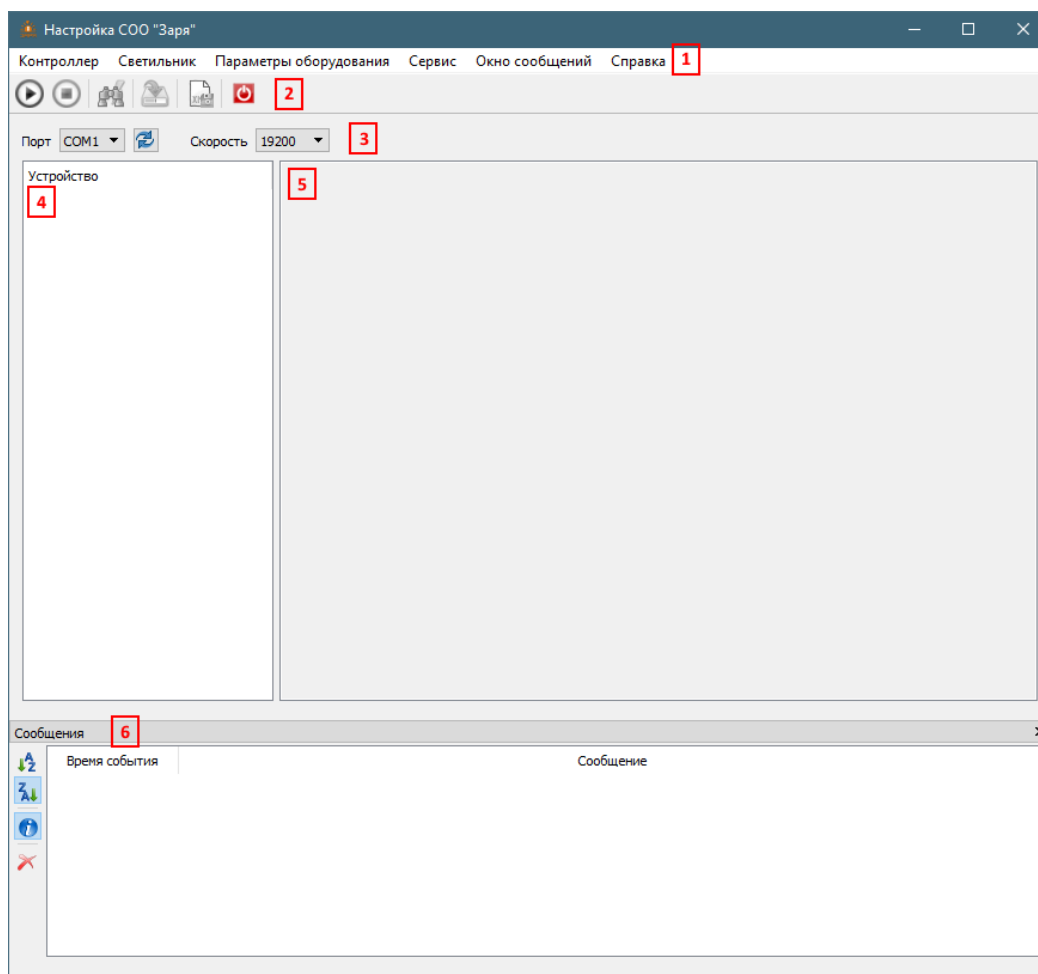 Настройка СОО "Заря"
Контроллер Светильник Параметры оборудования Сервис Окно сообщений Справка 1
2
Порт COM1 Скорость 19200 3
Устройство
4
5
Сообщения 6
Время события Сообщение